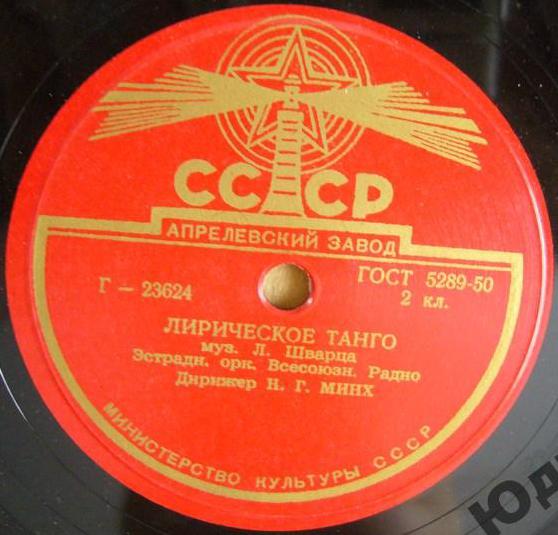 СССР
АПРЕЛЕВСКИЙ ЗАВОД
Г — 23624
ГОСТ 5289-50
2 кл.
ЛИРИЧЕСКОЕ ТАНГО
муз. Л. Шварца
Эстрадн. орк. Всесоюзн. Радио
Дирижер Н. Г. МИНХ
МИНИСТЕРСТВО КУЛЬТУРЫ СССР